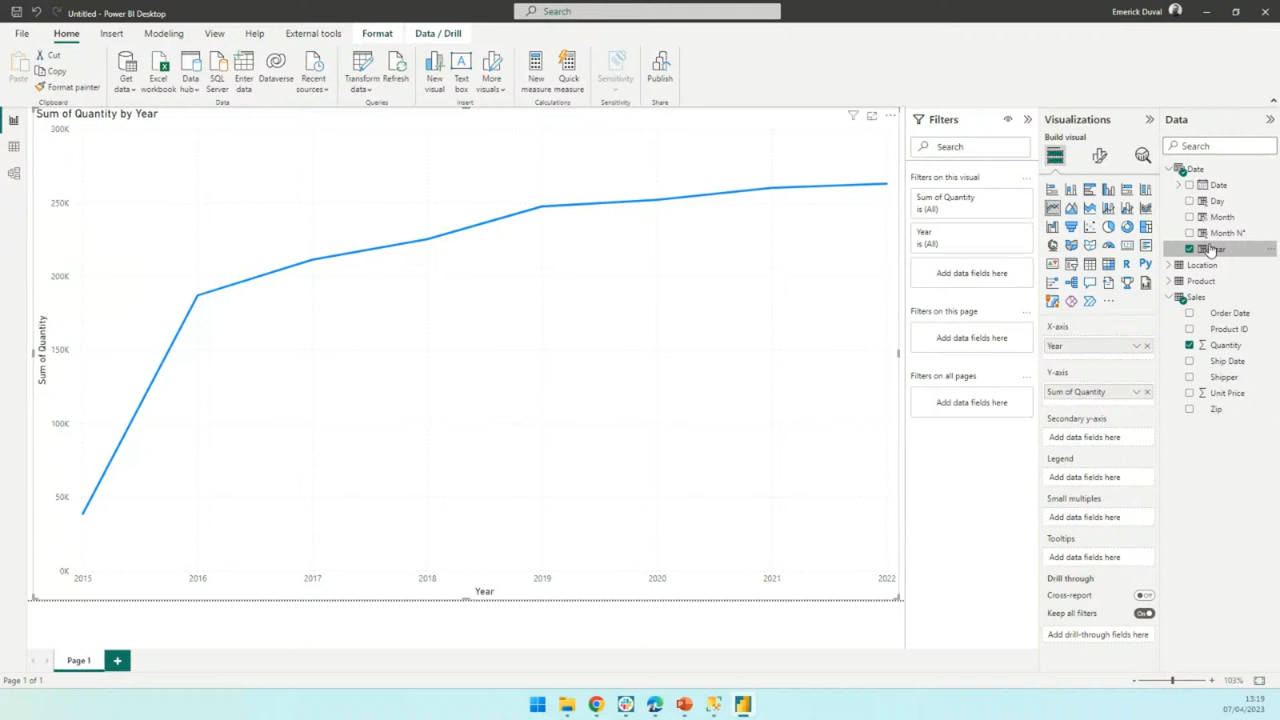 Untitled - Power BI Desktop
Search
Emerick Duval
File Home Insert Modeling View Help External tools Format Data / Drill
Paste
Cut
Copy
Format painter
Clipboard
Get data
Excel workbook
Data hub
SQL Server
Enter data
Dataverse
Recent sources
Data
Transform data
Refresh
Queries
New visual
Text box
More visuals
Insert
New measure
Quick measure
Calculations
Sensitivity
Sensitivity
Publish
Share
Sum of Quantity by Year
300K
250K
200K
150K
100K
50K
0K
Sum of Quantity
2015 2016 2017 2018 2019 2020 2021 2022
Year
Filters
Search
Filters on this visual
Sum of Quantity
is (All)
Year
is (All)
Add data fields here
Filters on this page
Add data fields here
Filters on all pages
Add data fields here
Visualizations
Build visual
R
Py
X-axis
Year
Y-axis
Sum of Quantity
Secondary y-axis
Add data fields here
Legend
Add data fields here
Small multiples
Add data fields here
Tooltips
Add data fields here
Drill through
Cross-report
Off
Keep all filters
On
Add drill-through fields here
Data
Search
Date
Date
Day
Month
Month N°
Location
Product
Sales
Order Date
Product ID
Quantity
Ship Date
Shipper
Unit Price
Zip
Page 1
Page 1 of 1
103%
13:19
07/04/2023